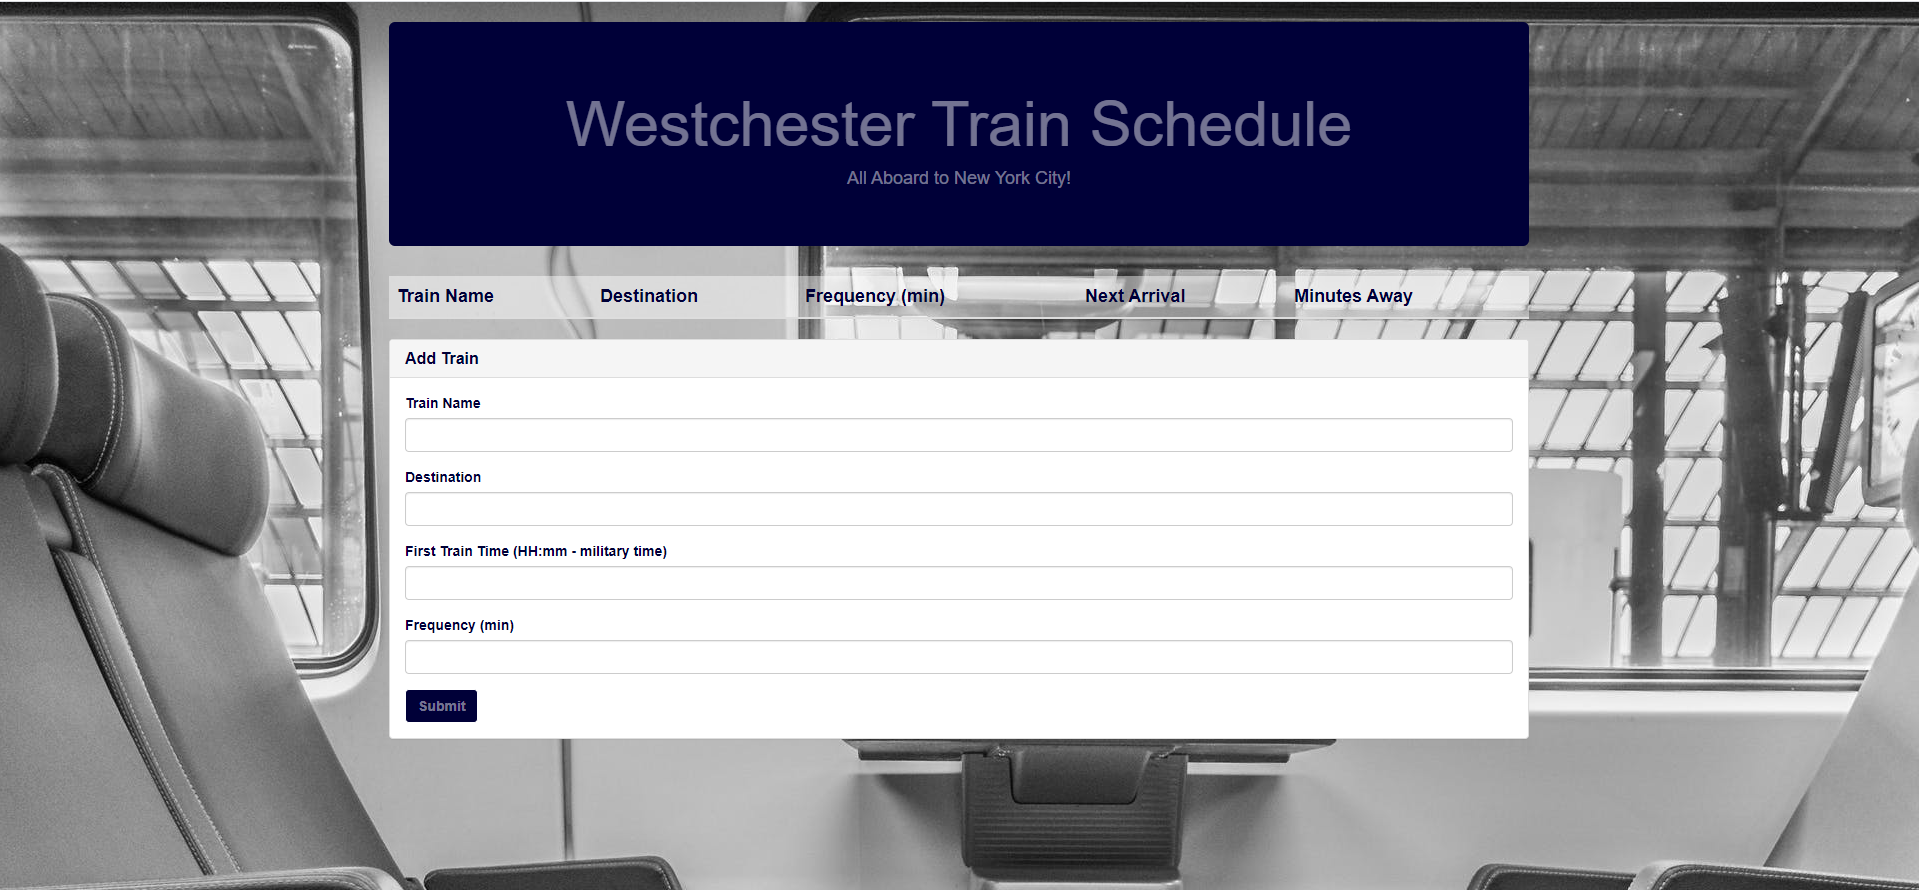 Westchester Train Schedule
All Aboard to New York City!
Train Name Destination Frequency (min) Next Arrival Minutes Away
Add Train
Train Name
Destination
First Train Time (HH:mm - military time)
Frequency (min)
Submit